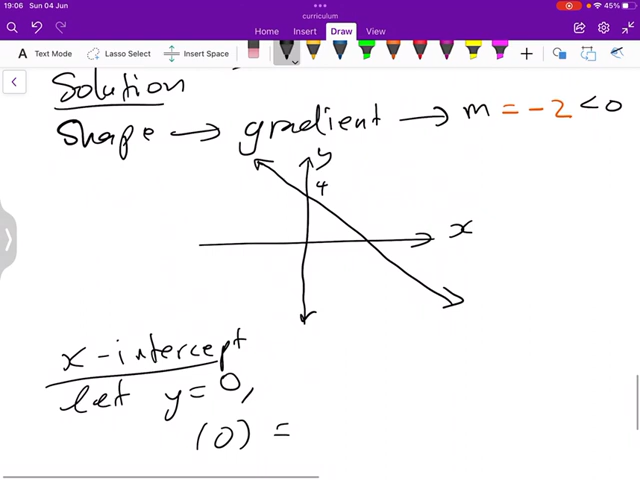 19:06 Sun 04 Jun
45%
curriculum
Home Insert Draw View
Text Mode Lasso Select Insert Space
Solution
Shape → gradient → m = -2 < 0
y
4
x
x-intercept
let y = 0,
(0) =